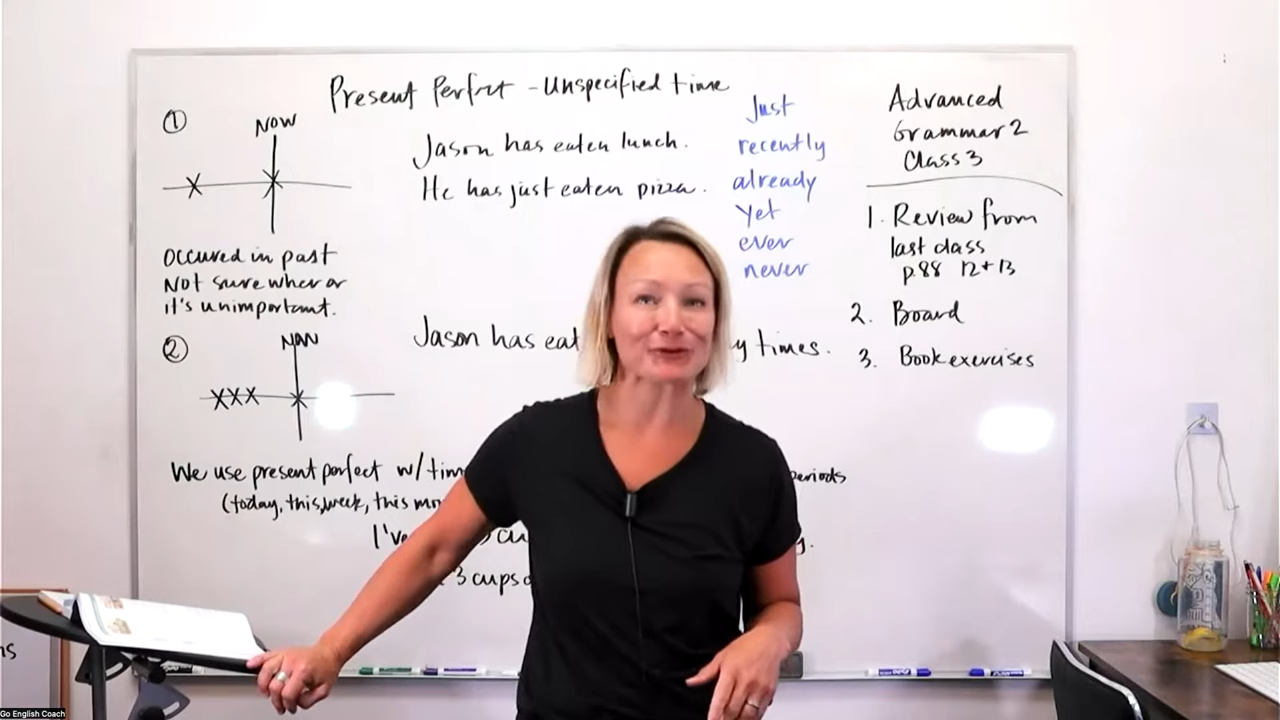 Present Perfect - Unspecified time
①
NOW
Jason has eaten lunch.
He has just eaten pizza.
Just
recently
already
yet
ever
never
Occured in past
Not sure when or
it's unimportant.
②
NOW
Jason has eat y times.
We use present perfect w/ tim periods
(today, this week, this mo
I've cu y.
3 cups o
Advanced
Grammar 2
Class 3
1. Review from
last class
p.88 12+13
2. Board
3. Book exercises
ns
Go English Coach